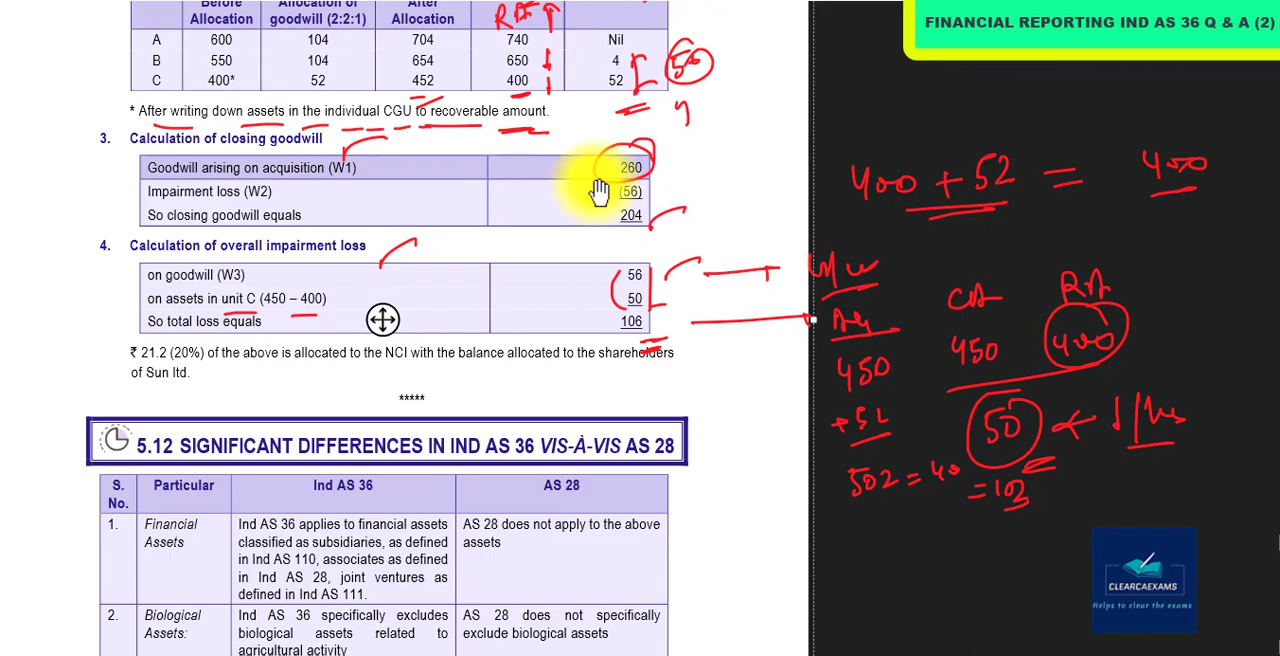 FINANCIAL REPORTING IND AS 36 Q & A (2)
Allocation goodwill (2:2:1) Allocation RA
A 600 104 704 740 Nil
B 550 104 654 650 4
C 400* 52 452 400 52
56
* After writing down assets in the individual CGU to recoverable amount.
3. Calculation of closing goodwill
Goodwill arising on acquisition (W1) 260
Impairment loss (W2) (56)
So closing goodwill equals 204
4. Calculation of overall impairment loss
on goodwill (W3) 56
on assets in unit C (450 – 400) 50
So total loss equals 106
₹ 21.2 (20%) of the above is allocated to the NCI with the balance allocated to the shareholders
of Sun ltd.
*****
5.12 SIGNIFICANT DIFFERENCES IN IND AS 36 VIS-À-VIS AS 28
S. No. Particular Ind AS 36 AS 28
1. Financial Assets
Ind AS 36 applies to financial assets
classified as subsidiaries, as defined
in Ind AS 110, associates as defined
in Ind AS 28, joint ventures as
defined in Ind AS 111.
AS 28 does not apply to the above
assets
2. Biological Assets:
Ind AS 36 specifically excludes
biological assets related to
agricultural activity
AS 28 does not specifically
exclude biological assets
400 + 52 = 450
CA RA
450 450 400
+ 52 50
502 = 40
= 102
CLEARCAEXAMS
Helps to clear the exams